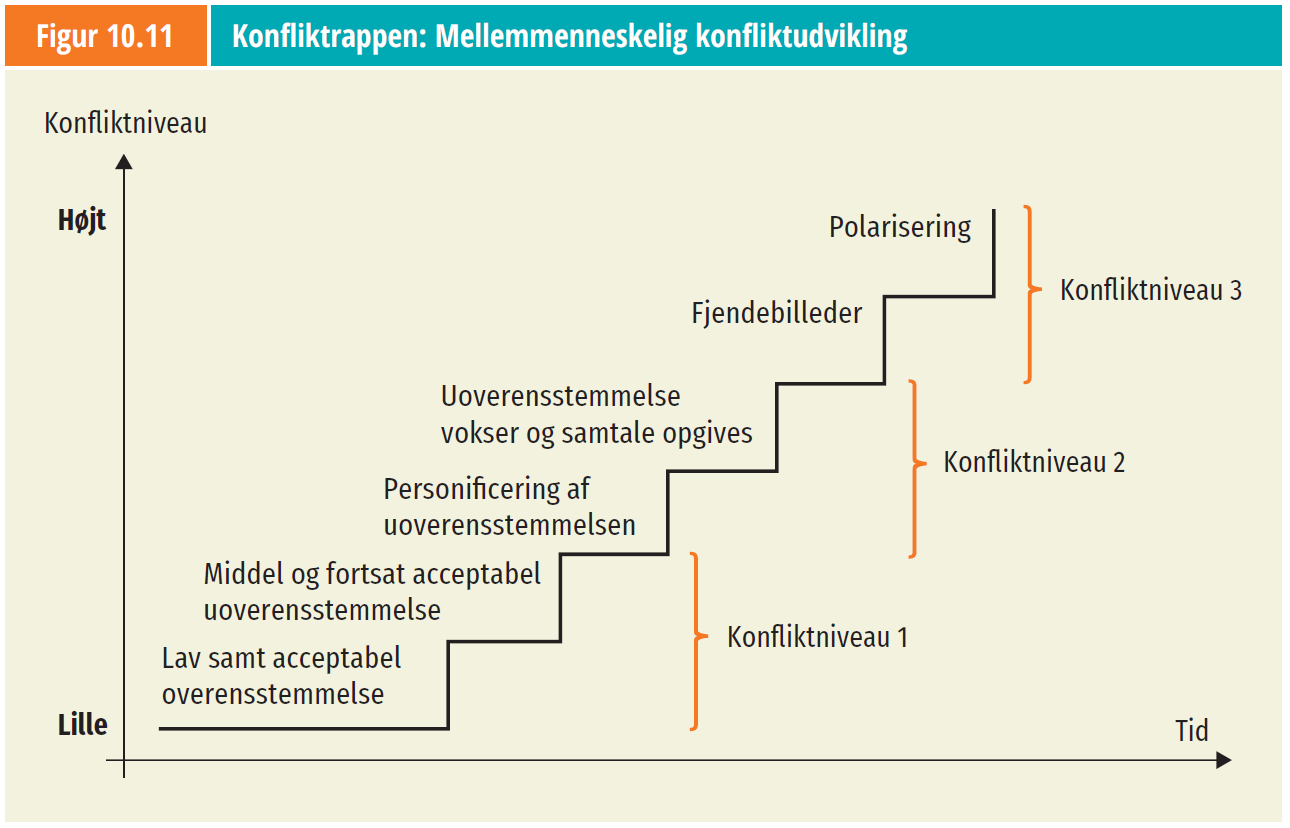 Figur 10.11
Konfliktrappen: Mellemmenneskelig konfliktudvikling
Konfliktniveau
Højt
Polarisering
Konfliktniveau 3
Fjendebilleder
Uoverensstemmelse
vokser og samtale opgives
Konfliktniveau 2
Personificering af
uoverensstemmelsen
Middel og fortsat acceptabel
uoverensstemmelse
Konfliktniveau 1
Lav samt acceptabel
overensstemmelse
Lille
Tid